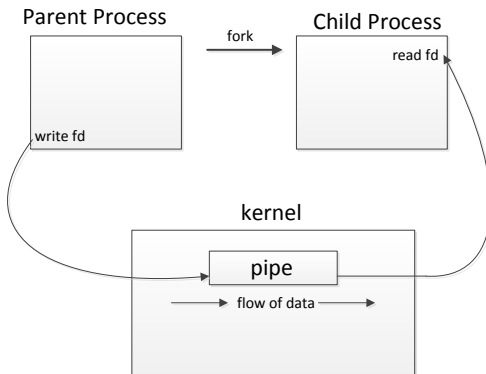 Parent Process
fork
Child Process
read fd
write fd
kernel
pipe
flow of data